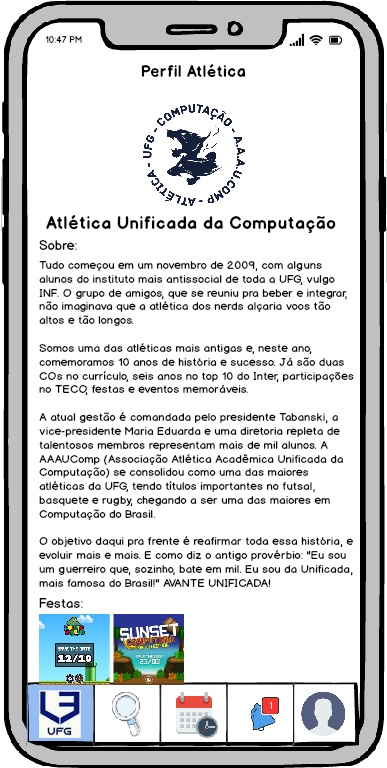 10:47 PM
Perfil Atlética
UFG - COMPUTAÇÃO - A.A.A.U.COMP - ATLÉTICA -
Atlética Unificada da Computação
Sobre:
Tudo começou em um novembro de 2009, com alguns
alunos do instituto mais antissocial de toda a UFG, vulgo
INF. O grupo de amigos, que se reuniu pra beber e integrar,
não imaginava que a atlética dos nerds alçaria voos tão
altos e tão longos.
Somos uma das atléticas mais antigas e, neste ano,
comemoramos 10 anos de história e sucesso. Já são duas
COs no currículo, seis anos no top 10 do Inter, participações
no TECO, festas e eventos memoráveis.
A atual gestão é comandada pelo presidente Tabanski, a
vice-presidente Maria Eduarda e uma diretoria repleta de
talentosos membros representam mais de mil alunos. A
AAAUComp (Associação Atlética Acadêmica Unificada da
Computação) se consolidou como uma das maiores
atléticas da UFG, tendo títulos importantes no futsal,
basquete e rugby, chegando a ser uma das maiores em
Computação do Brasil.
O objetivo daqui pra frente é reafirmar toda essa história, e
evoluir mais e mais. E como diz o antigo provérbio: "Eu sou
um guerreiro que, sozinho, bate em mil. Eu sou da Unificada,
mais famosa do Brasil!" AVANTE UNIFICADA!
Festas:
SAVE THE DATE
12/10
SUNSET
SAVE THE DATE
23/03
UFG
1